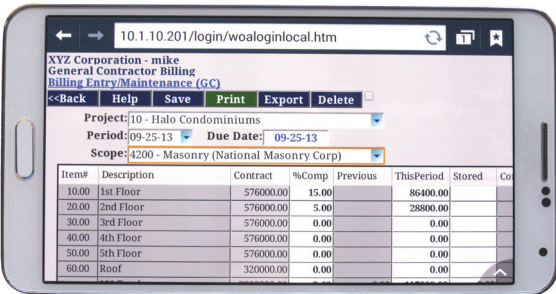 10.1.10.201/login/woaloginlocal.htm
XYZ Corporation - mike
General Contractor Billing
Billing Entry/Maintenance (GC)
<<Back Help Save Print Export Delete
Project: 10 - Halo Condominiums
Period: 09-25-13 Due Date: 09-25-13
Scope: 4200 - Masonry (National Masonry Corp)
Item# Description Contract %Comp Previous ThisPeriod Stored
10.00 1st Floor 576000.00 15.00 86400.00
20.00 2nd Floor 576000.00 5.00 28800.00
30.00 3rd Floor 576000.00 0.00 0.00
40.00 4th Floor 576000.00 0.00 0.00
50.00 5th Floor 576000.00 0.00 0.00
60.00 Roof 320000.00 0.00 0.00